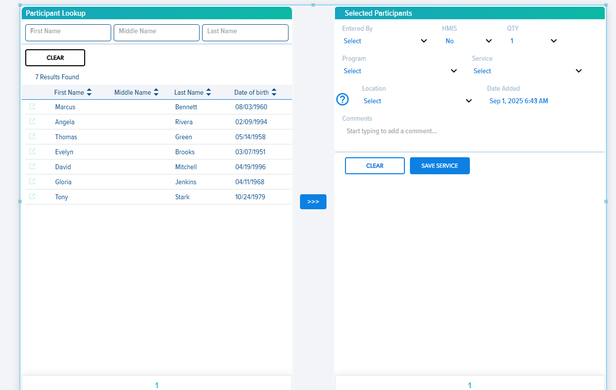 Participant Lookup
First Name Middle Name Last Name
CLEAR
7 Results Found
First Name Middle Name Last Name Date of birth
Marcus Bennett 08/03/1960
Angela Rivera 02/09/1994
Thomas Green 05/14/1958
Evelyn Brooks 03/07/1951
David Mitchell 04/19/1996
Gloria Jenkins 04/11/1968
Tony Stark 10/24/1979
1
>>>
Selected Participants
Entered By HMIS QTY
Select No 1
Program Service
Select Select
Location Date Added
? Select Sep 1, 2025 6:43 AM
Comments
Start typing to add a comment...
CLEAR SAVE SERVICE
1